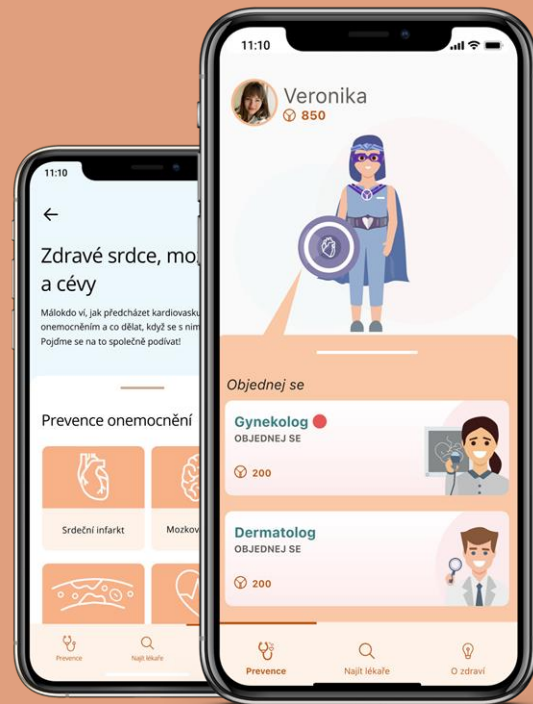 11:10
Zdravé srdce, mo
a cévy
Málokdo ví, jak předcházet kardiovasku
onemocněním a co dělat, když se s ním
Pojďme se na to společně podívat!
Prevence onemocnění
Srdeční infarkt
Mozkov
Prevence
Najít lékaře
11:10
Veronika
850
Objednej se
Gynekolog
OBJEDNEJ SE
200
Dermatolog
OBJEDNEJ SE
200
Prevence
Najít lékaře
O zdraví